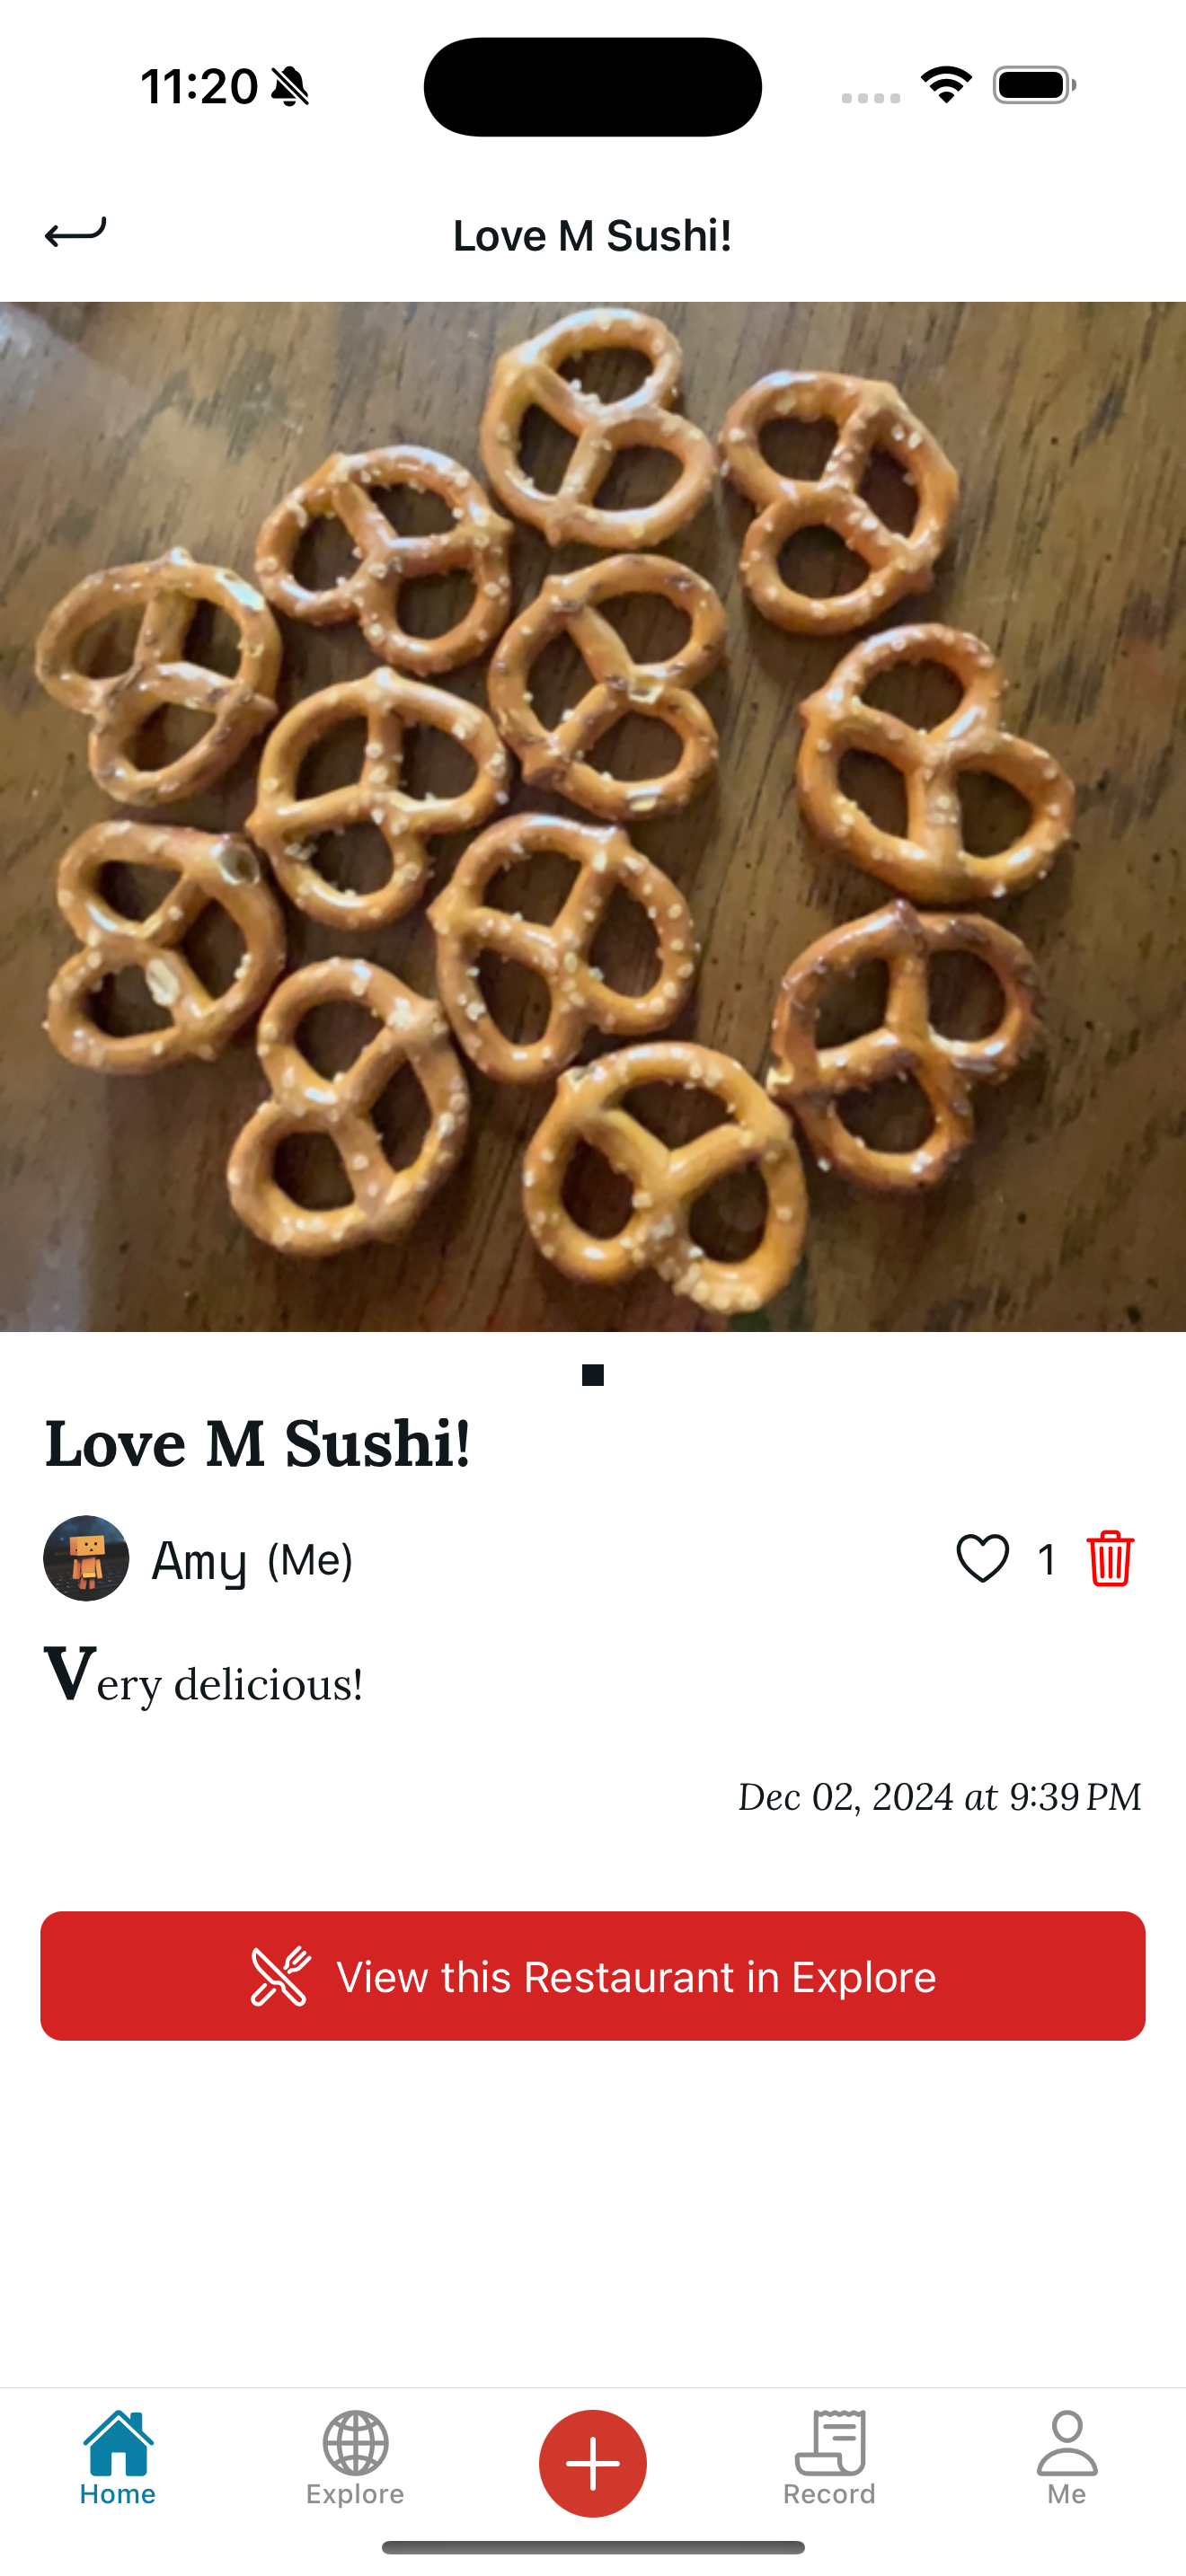 11:20
Love M Sushi!
Love M Sushi!
Amy (Me)
1
Very delicious!
Dec 02, 2024 at 9:39 PM
View this Restaurant in Explore
Home
Explore
Record
Me